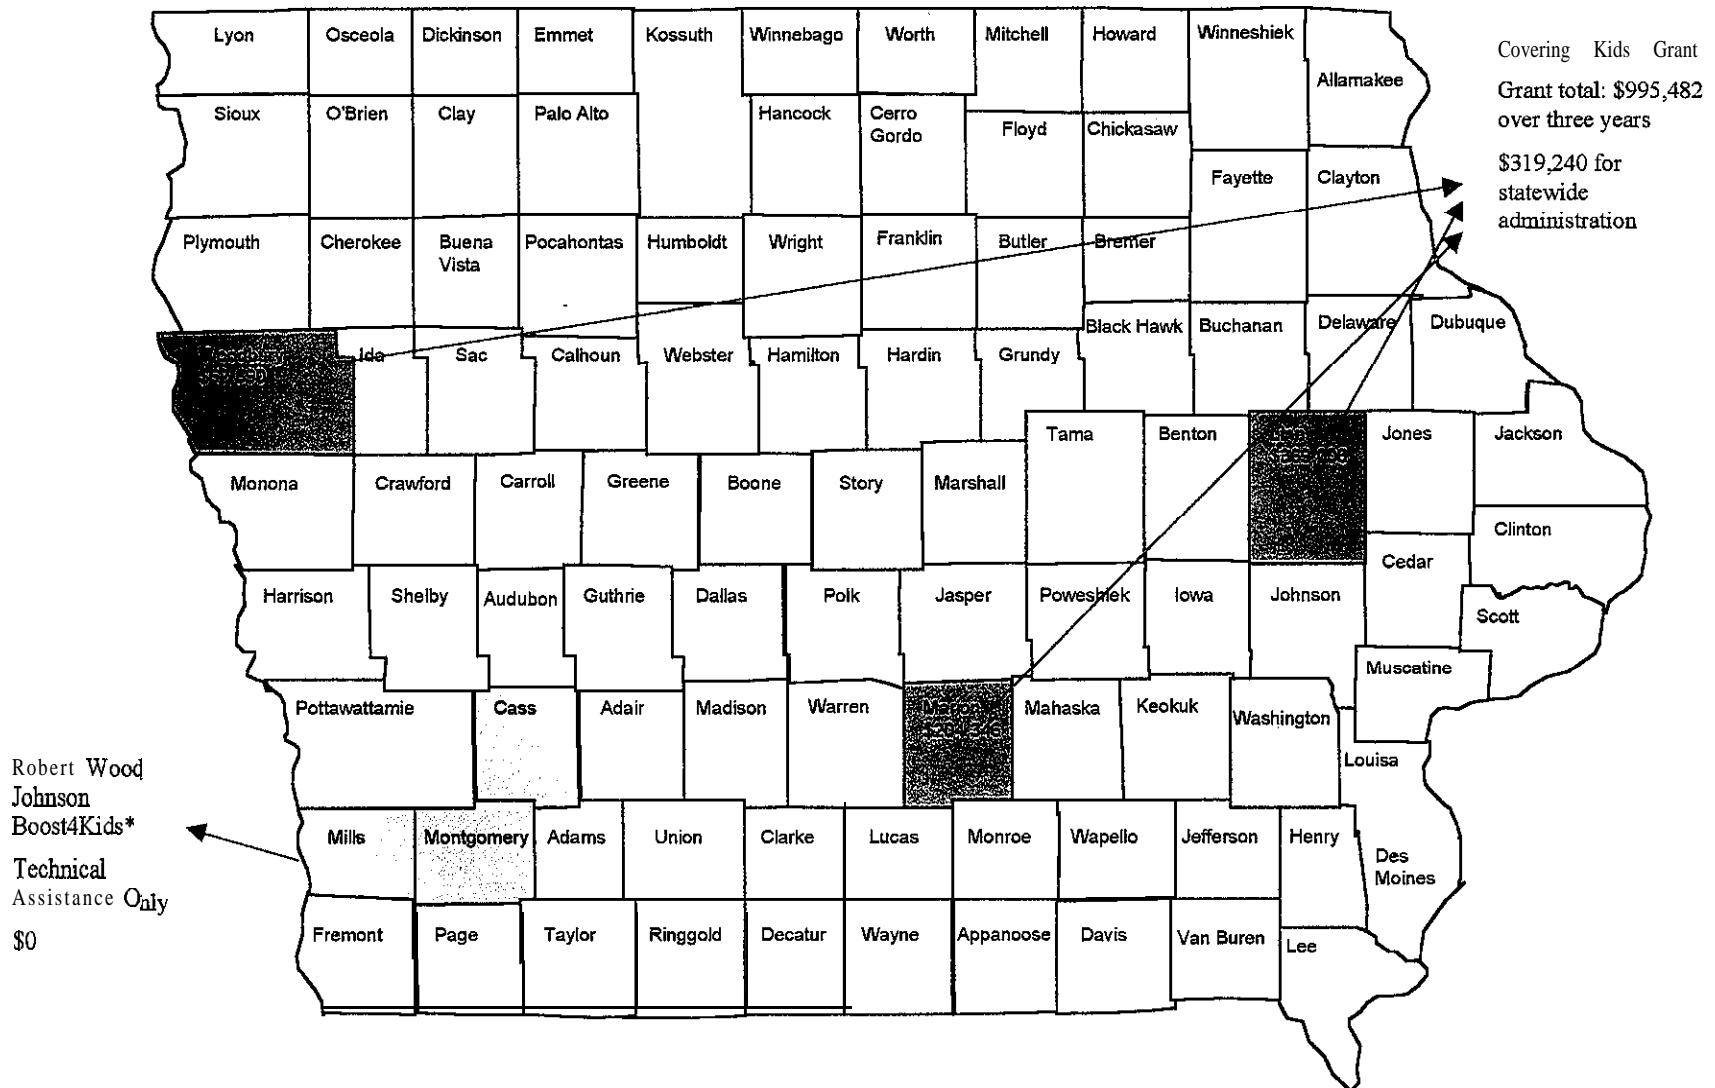 Lyon
Osceola
Dickinson
Emmet
Kossuth
Winnebago
Worth
Mitchell
Howard
Winneshiek
Allamakee
Sioux
O'Brien
Clay
Palo Alto
Hancock
Cerro
Gordo
Floyd
Chickasaw
Fayette
Clayton
Plymouth
Cherokee
Buena
Vista
Pocahontas
Humboldt
Wright
Franklin
Butler
Bremer
Black Hawk
Buchanan
Delaware
Dubuque
Ida
Sac
Calhoun
Webster
Hamilton
Hardin
Grundy
Tama
Benton
Jones
Jackson
Monona
Crawford
Carroll
Greene
Boone
Story
Marshall
Clinton
Cedar
Harrison
Shelby
Audubon
Guthrie
Dallas
Polk
Jasper
Poweshiek
Iowa
Johnson
Scott
Muscatine
Pottawattamie
Cass
Adair
Madison
Warren
Marion
Mahaska
Keokuk
Washington
Louisa
Mills
Montgomery
Adams
Union
Clarke
Lucas
Monroe
Wapello
Jefferson
Henry
Des
Moines
Fremont
Page
Taylor
Ringgold
Decatur
Wayne
Appanoose
Davis
Van Buren
Lee
Covering Kids Grant
Grant total: $995,482
over three years
$319,240 for
statewide
administration
Robert Wood
Johnson
Boost4Kids*
Technical
Assistance Only
$0